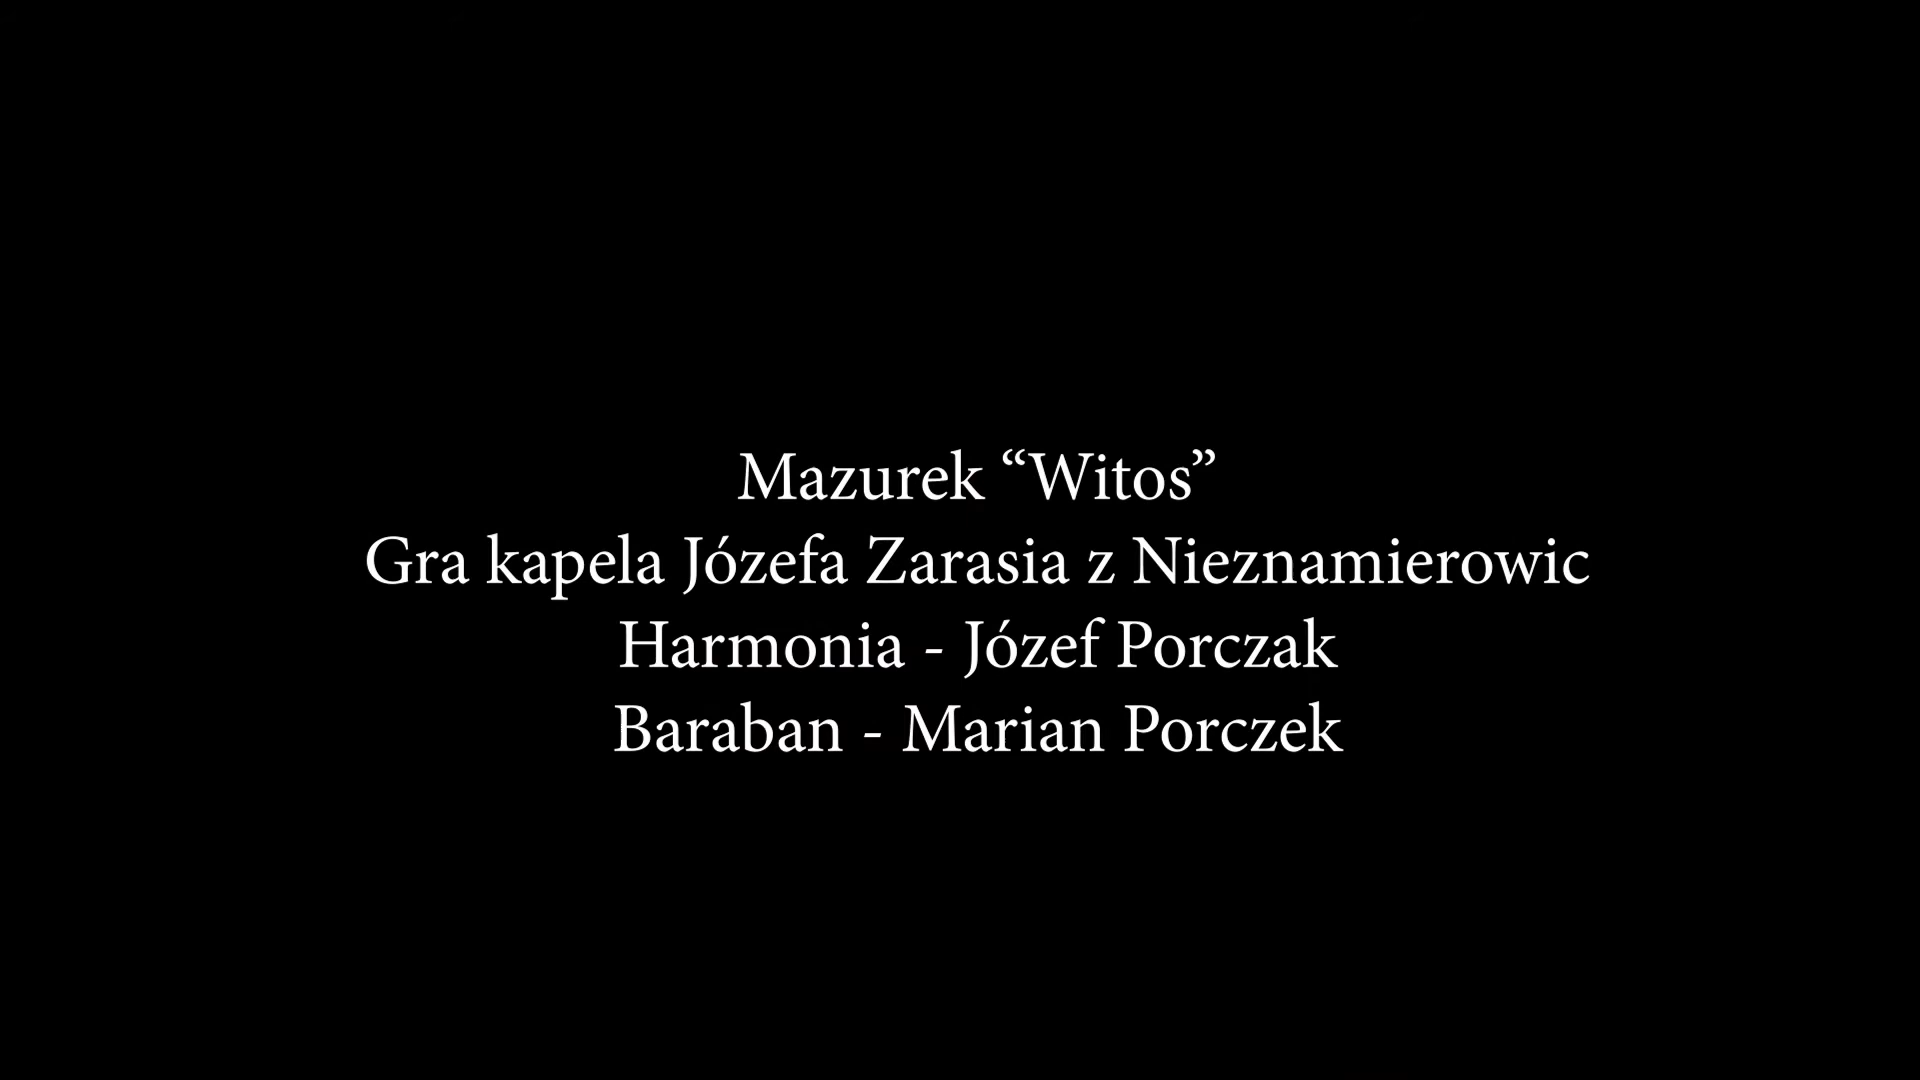 Mazurek “Witos”
Gra kapela Józefa Zarasia z Nieznamierowic
Harmonia - Józef Porczak
Baraban - Marian Porczek